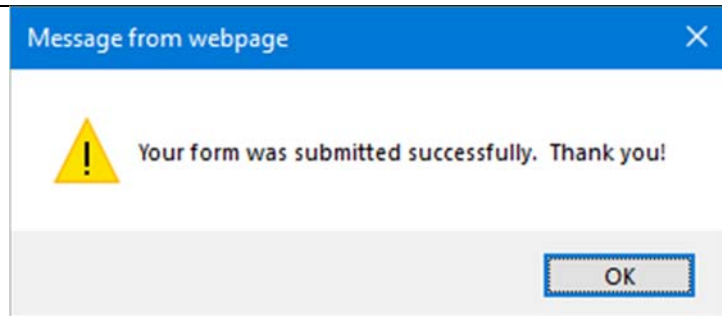 Message from webpage
Your form was submitted successfully.  Thank you!
OK